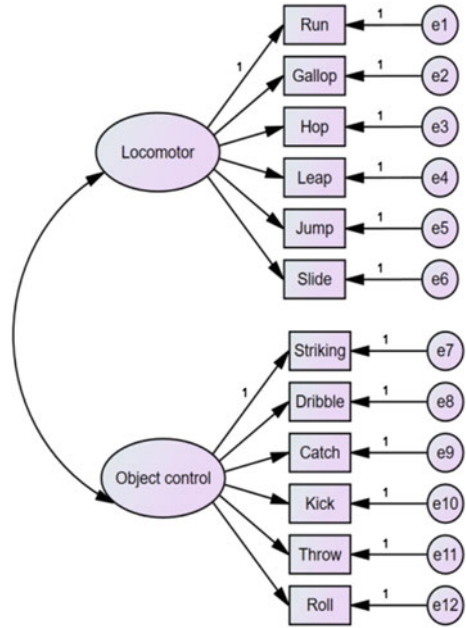 Run 1 e1
1
Gallop 1 e2
Hop 1 e3
Locomotor
Leap 1 e4
Jump 1 e5
Slide 1 e6
Striking 1 e7
1
Dribble 1 e8
Catch 1 e9
Object control
Kick 1 e10
Throw 1 e11
Roll 1 e12